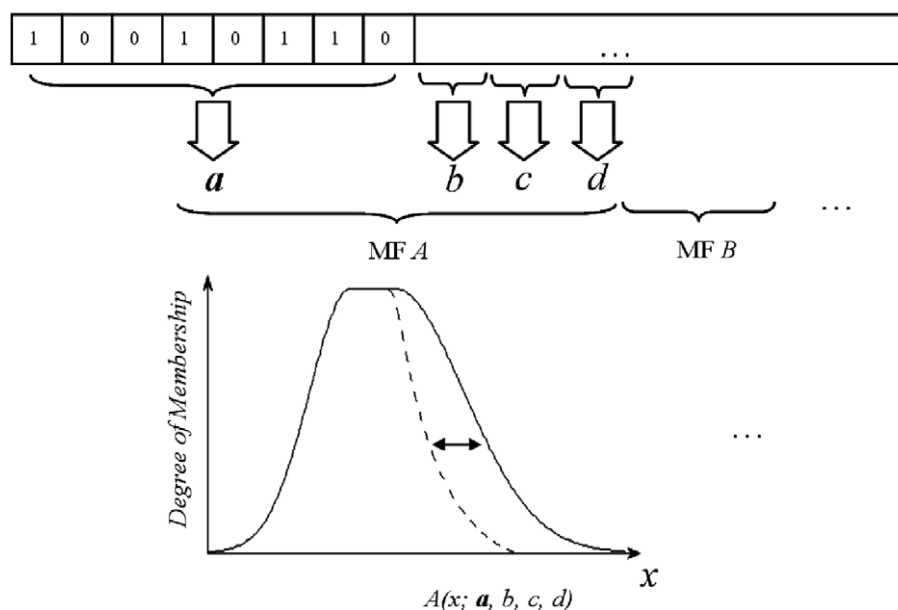 1 0 0 1 0 1 1 0 ...
a b c d
MF A MF B ...
Degree of Membership
...
x
A(x; a, b, c, d)